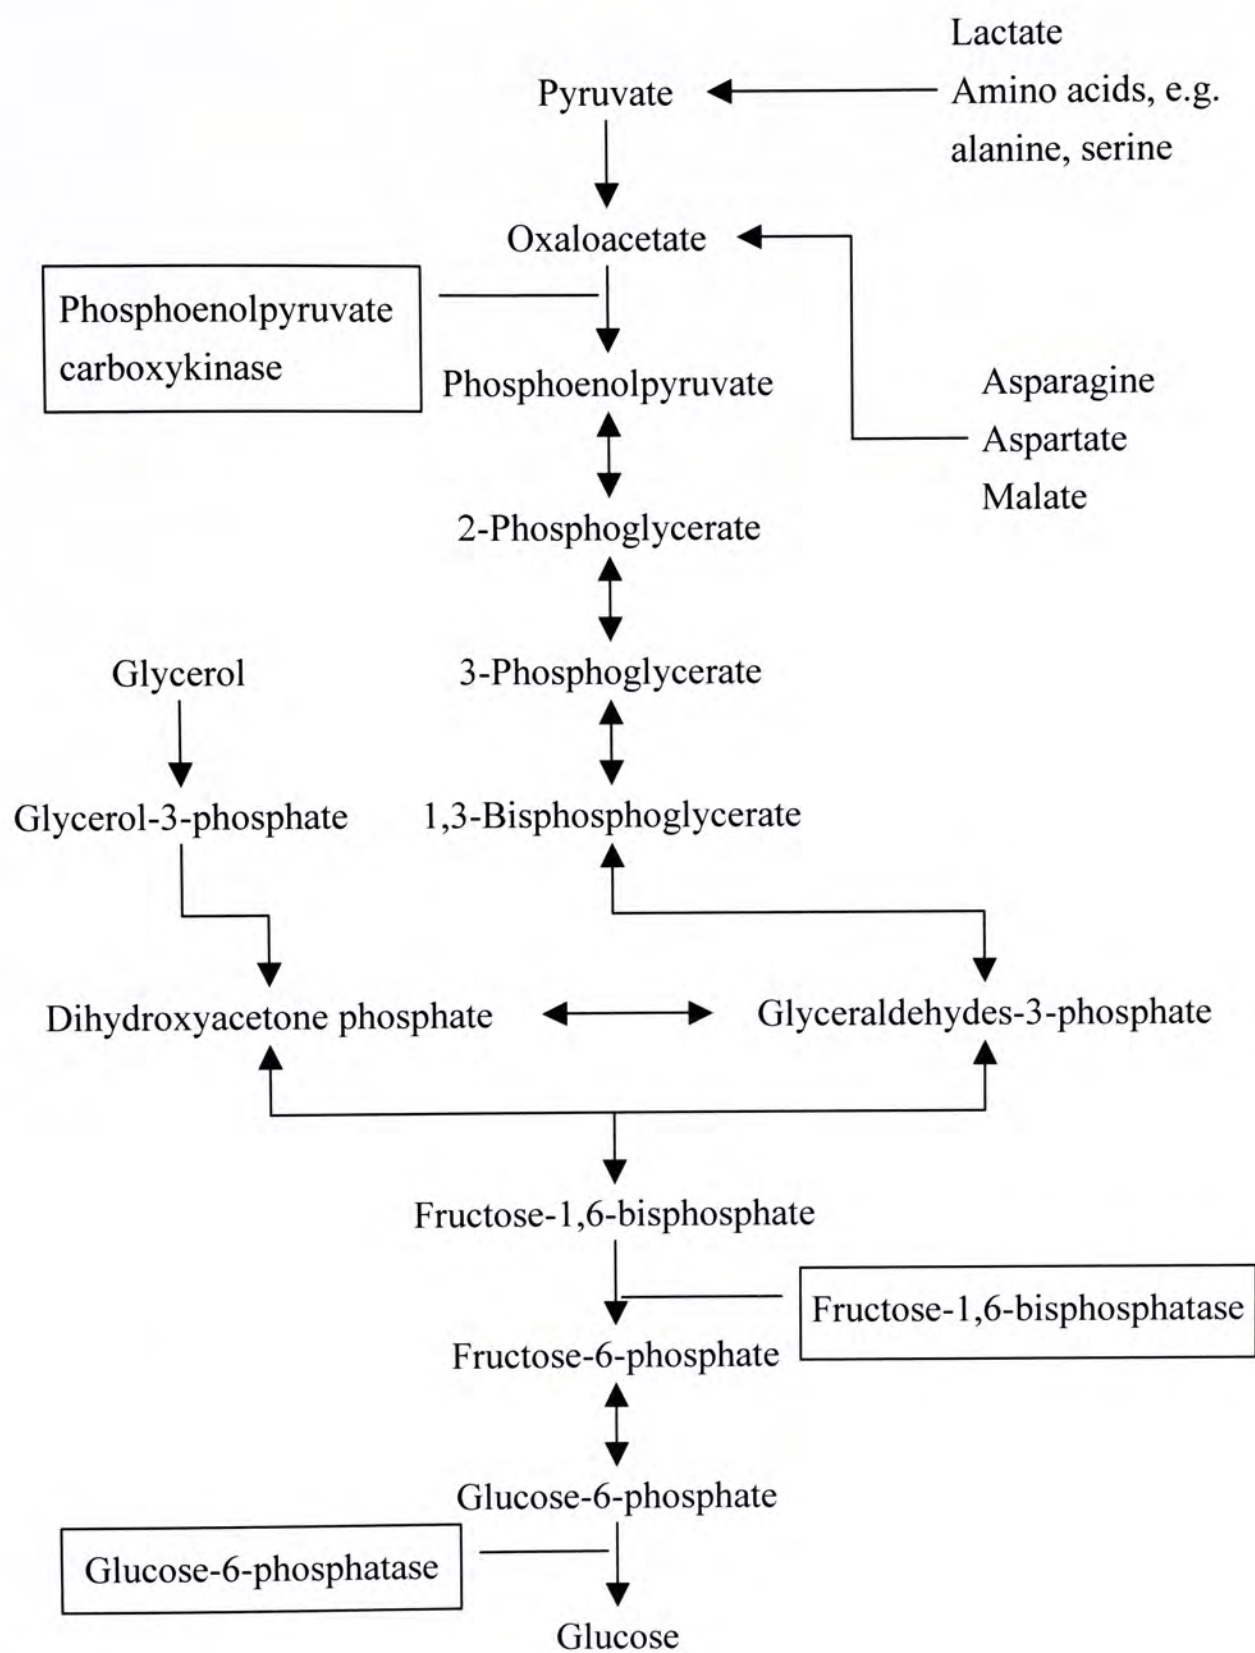 Lactate
Pyruvate
Amino acids, e.g.
alanine, serine
Oxaloacetate
Phosphoenolpyruvate
carboxykinase
Phosphoenolpyruvate
Asparagine
Aspartate
Malate
2-Phosphoglycerate
Glycerol
3-Phosphoglycerate
Glycerol-3-phosphate
1,3-Bisphosphoglycerate
Dihydroxyacetone phosphate
Glyceraldehydes-3-phosphate
Fructose-1,6-bisphosphate
Fructose-1,6-bisphosphatase
Fructose-6-phosphate
Glucose-6-phosphate
Glucose-6-phosphatase
Glucose